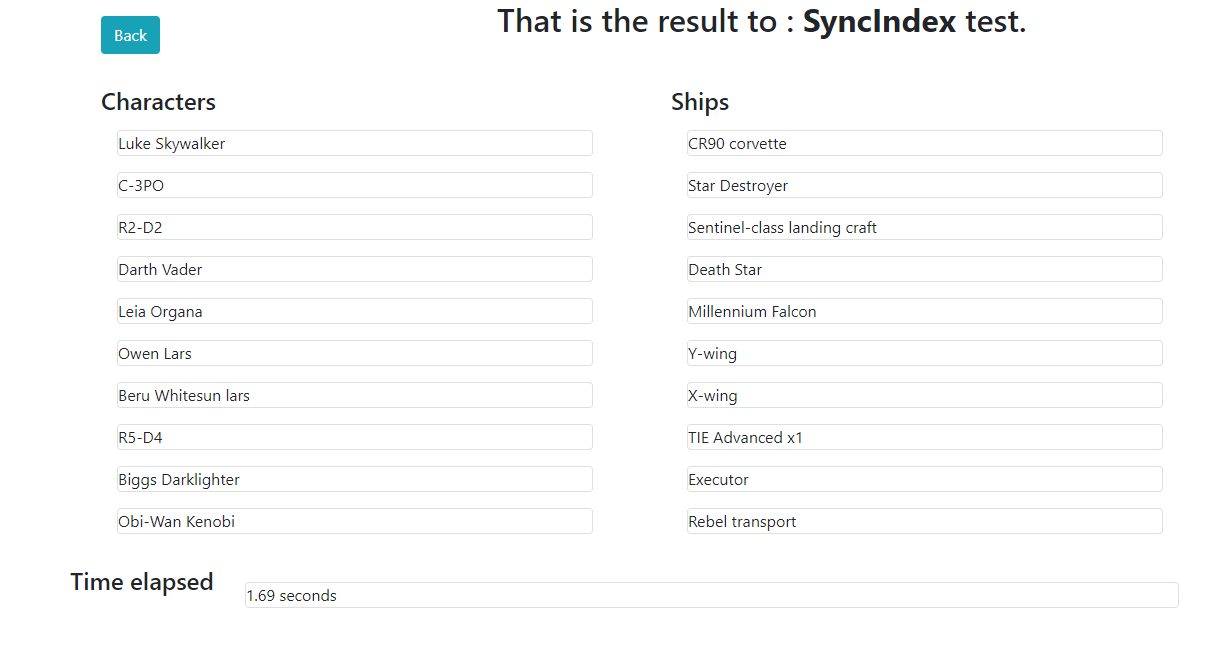 Back
That is the result to : SyncIndex test.
Characters
Luke Skywalker
C-3PO
R2-D2
Darth Vader
Leia Organa
Owen Lars
Beru Whitesun lars
R5-D4
Biggs Darklighter
Obi-Wan Kenobi
Ships
CR90 corvette
Star Destroyer
Sentinel-class landing craft
Death Star
Millennium Falcon
Y-wing
X-wing
TIE Advanced x1
Executor
Rebel transport
Time elapsed
1.69 seconds